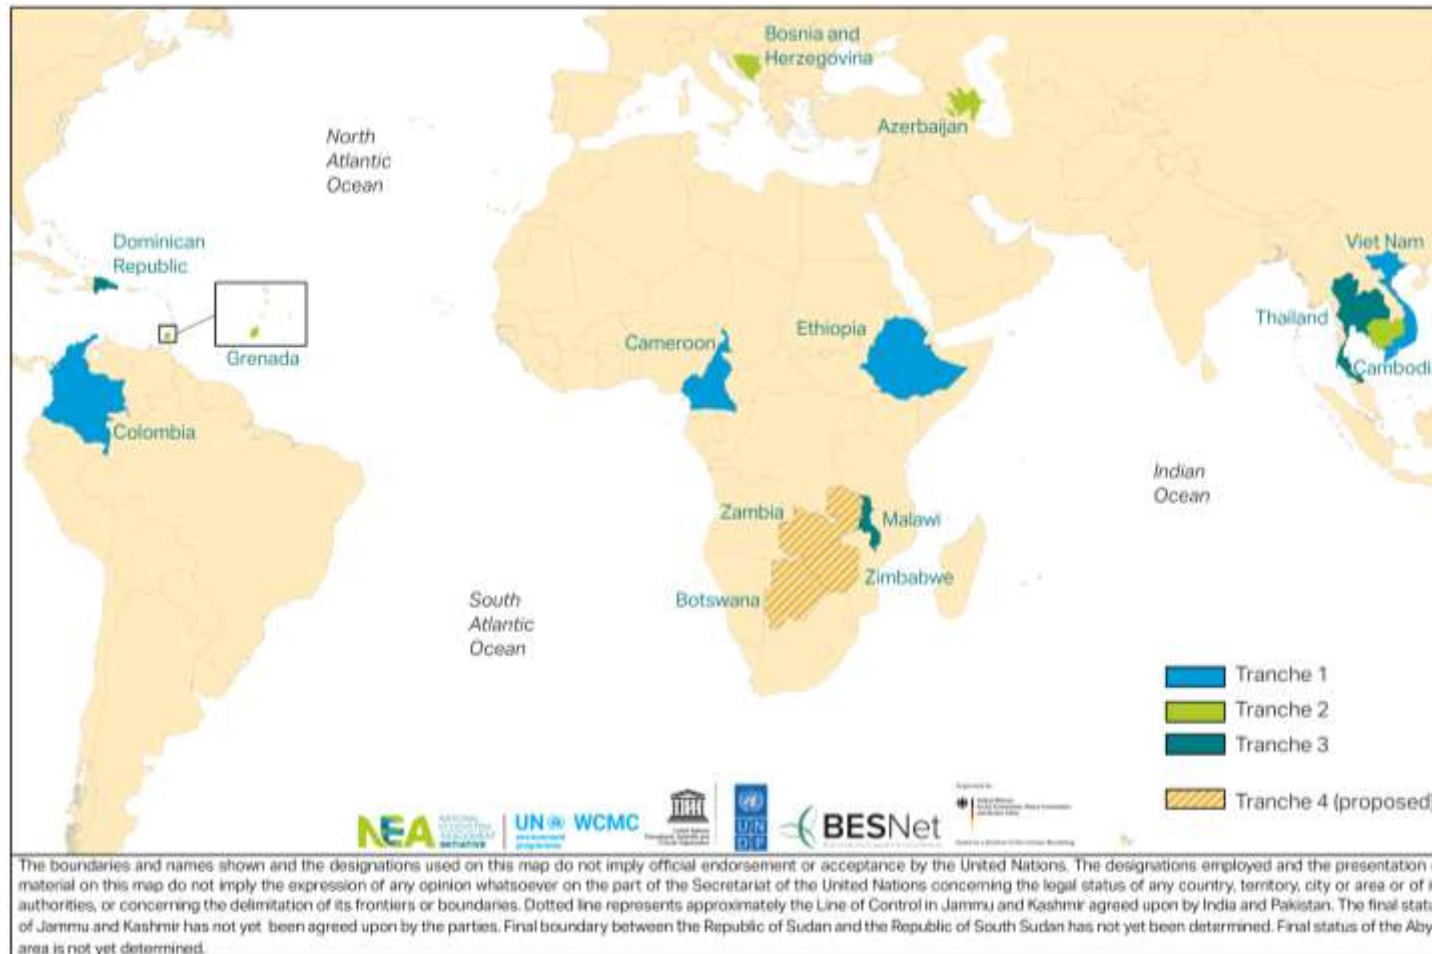 Bosnia and
Herzegovina
Azerbaijan
North
Atlantic
Ocean
Dominican
Republic
Grenada
Colombia
Cameroon
Ethiopia
Viet Nam
Thailand
Cambodi
Indian
Ocean
Zambia
Malawi
Zimbabwe
Botswana
South
Atlantic
Ocean
Tranche 1
Tranche 2
Tranche 3
Tranche 4 (proposed)
NEA
INITIATIVE
UN WCMC
environment
programme
UN
DP
BESNet
The boundaries and names shown and the designations used on this map do not imply official endorsement or acceptance by the United Nations. The designations employed and the presentation
material on this map do not imply the expression of any opinion whatsoever on the part of the Secretariat of the United Nations concerning the legal status of any country, territory, city or area or of
authorities, or concerning the delimitation of its frontiers or boundaries. Dotted line represents approximately the Line of Control in Jammu and Kashmir agreed upon by India and Pakistan. The final stat
of Jammu and Kashmir has not yet been agreed upon by the parties. Final boundary between the Republic of Sudan and the Republic of South Sudan has not yet been determined. Final status of the Aby
area is not yet determined.